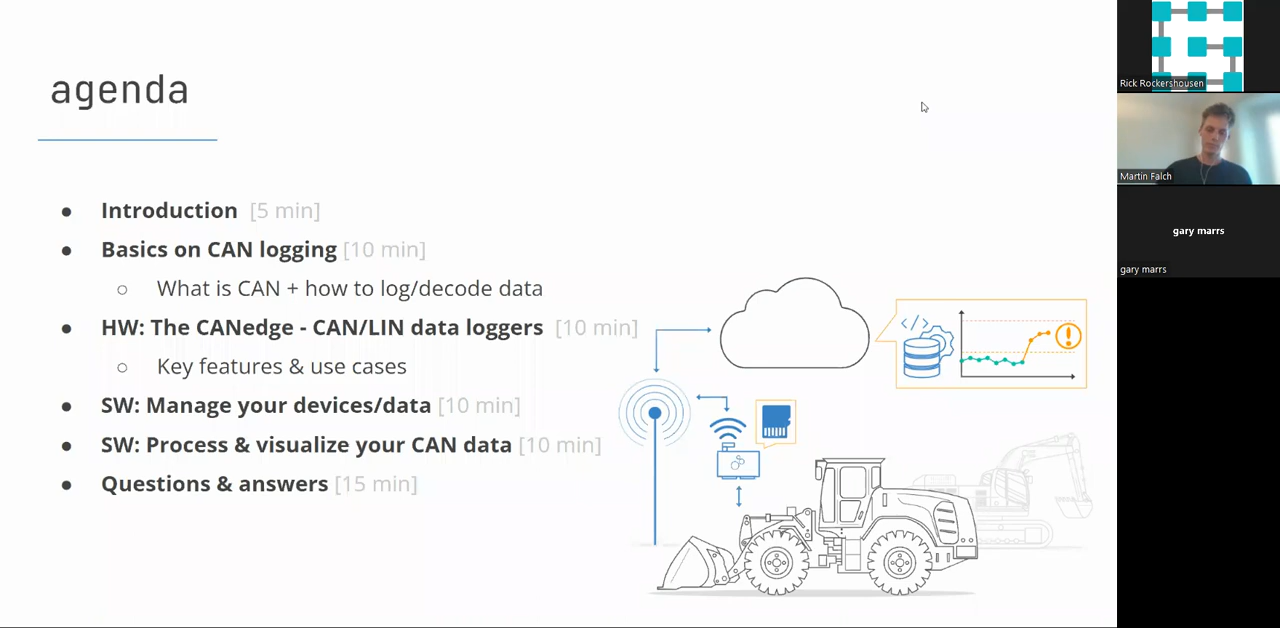 agenda
● Introduction [5 min]
● Basics on CAN logging [10 min]
○ What is CAN + how to log/decode data
● HW: The CANedge - CAN/LIN data loggers [10 min]
○ Key features & use cases
● SW: Manage your devices/data [10 min]
● SW: Process & visualize your CAN data [10 min]
● Questions & answers [15 min]
</>
!
Rick Rockershousen
Martin Falch
gary marrs
gary marrs